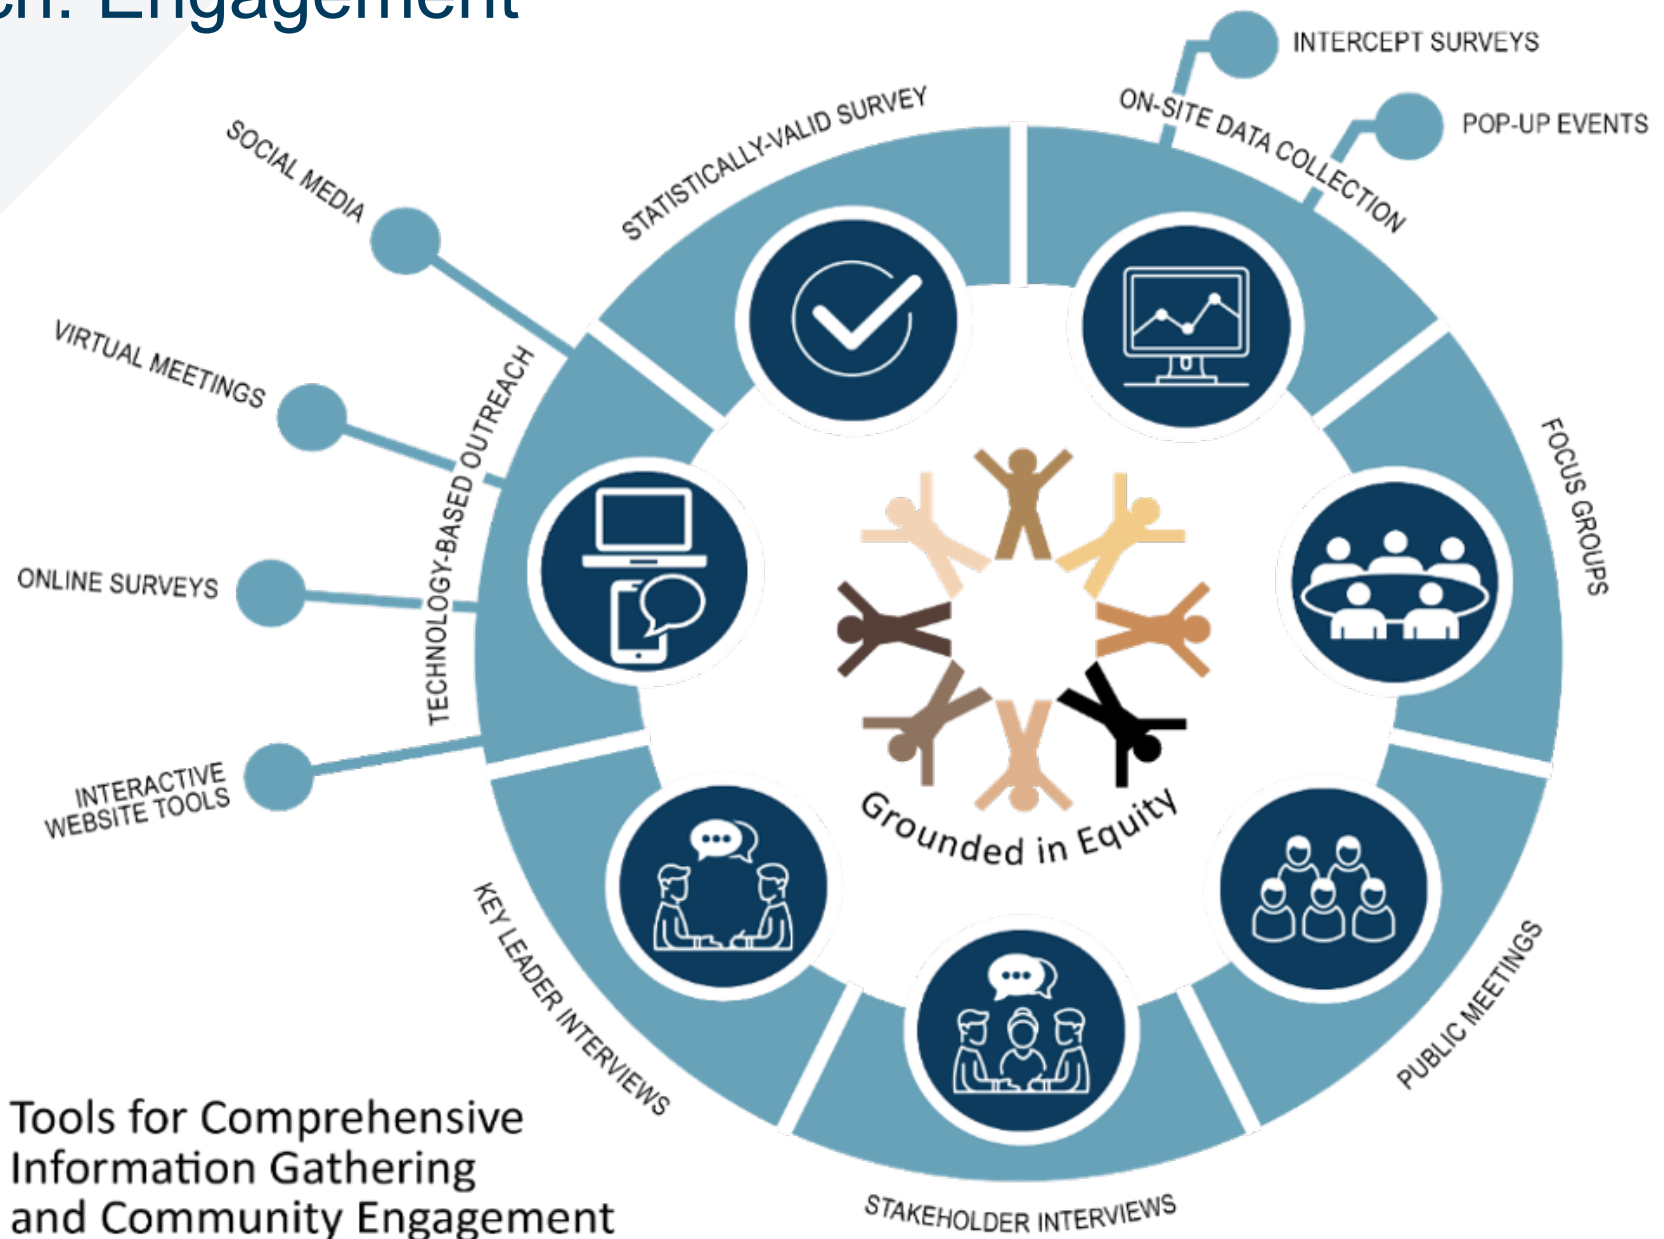 Engagement
INTERCEPT SURVEYS
ON-SITE DATA COLLECTION
POP-UP EVENTS
STATISTICALLY-VALID SURVEY
SOCIAL MEDIA
VIRTUAL MEETINGS
TECHNOLOGY-BASED OUTREACH
ONLINE SURVEYS
INTERACTIVE
WEBSITE TOOLS
FOCUS GROUPS
Grounded in Equity
KEY LEADER INTERVIEWS
PUBLIC MEETINGS
STAKEHOLDER INTERVIEWS
Tools for Comprehensive
Information Gathering
and Community Engagement